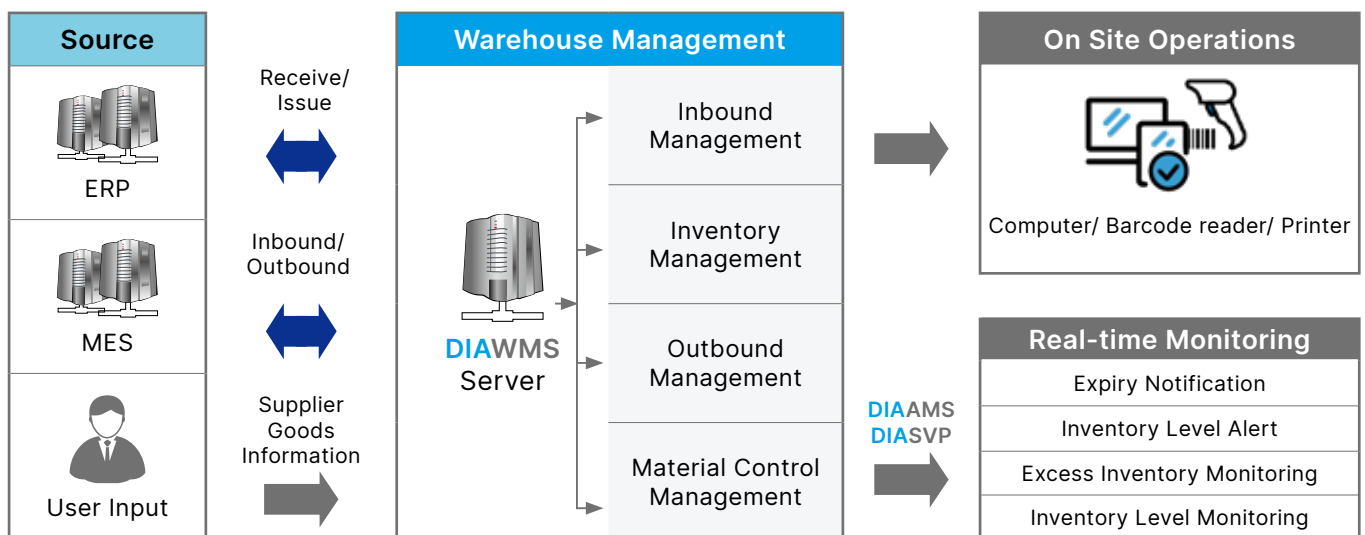 Source
ERP
MES
User Input
Receive/
Issue
Inbound/
Outbound
Supplier
Goods
Information
Warehouse Management
DIAWMS
Server
Inbound
Management
Inventory
Management
Outbound
Management
Material Control
Management
DIAAMS
DIASVP
On Site Operations
Computer/ Barcode reader/ Printer
Real-time Monitoring
Expiry Notification
Inventory Level Alert
Excess Inventory Monitoring
Inventory Level Monitoring